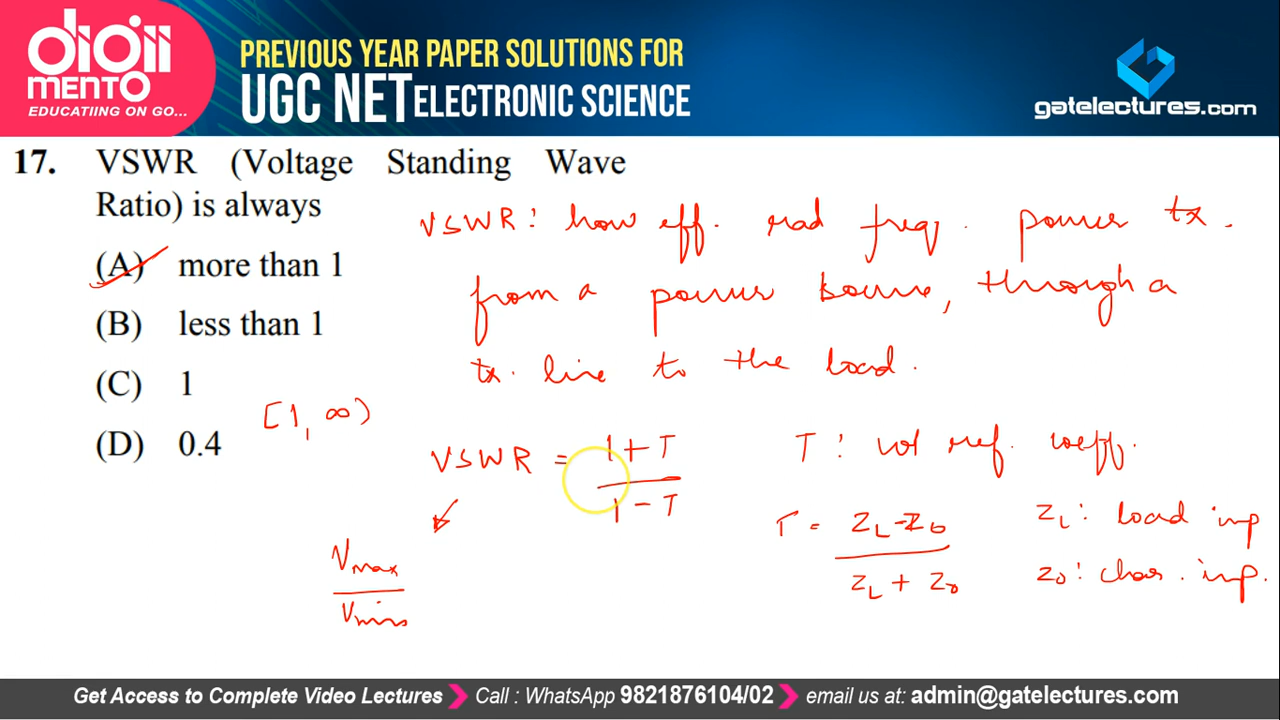 digii
MENTO
EDUCATIING ON GO...
PREVIOUS YEAR PAPER SOLUTIONS FOR
UGC NET ELECTRONIC SCIENCE
gatelectures.com
17. VSWR (Voltage Standing Wave
Ratio) is always
(A) more than 1
(B) less than 1
(C) 1
(D) 0.4
VSWR : how eff. rad freq. power tx.
from a power source, through a
tx. line to the load.
[1, ∞)
VSWR = 1 + T / 1 - T
T : vol ref. coeff.
Vmax / Vmin
T = ZL - Z0 / ZL + Z0
ZL : load imp
Z0 : char. imp.
Get Access to Complete Video Lectures Call : WhatsApp 9821876104/02 email us at: admin@gatelectures.com